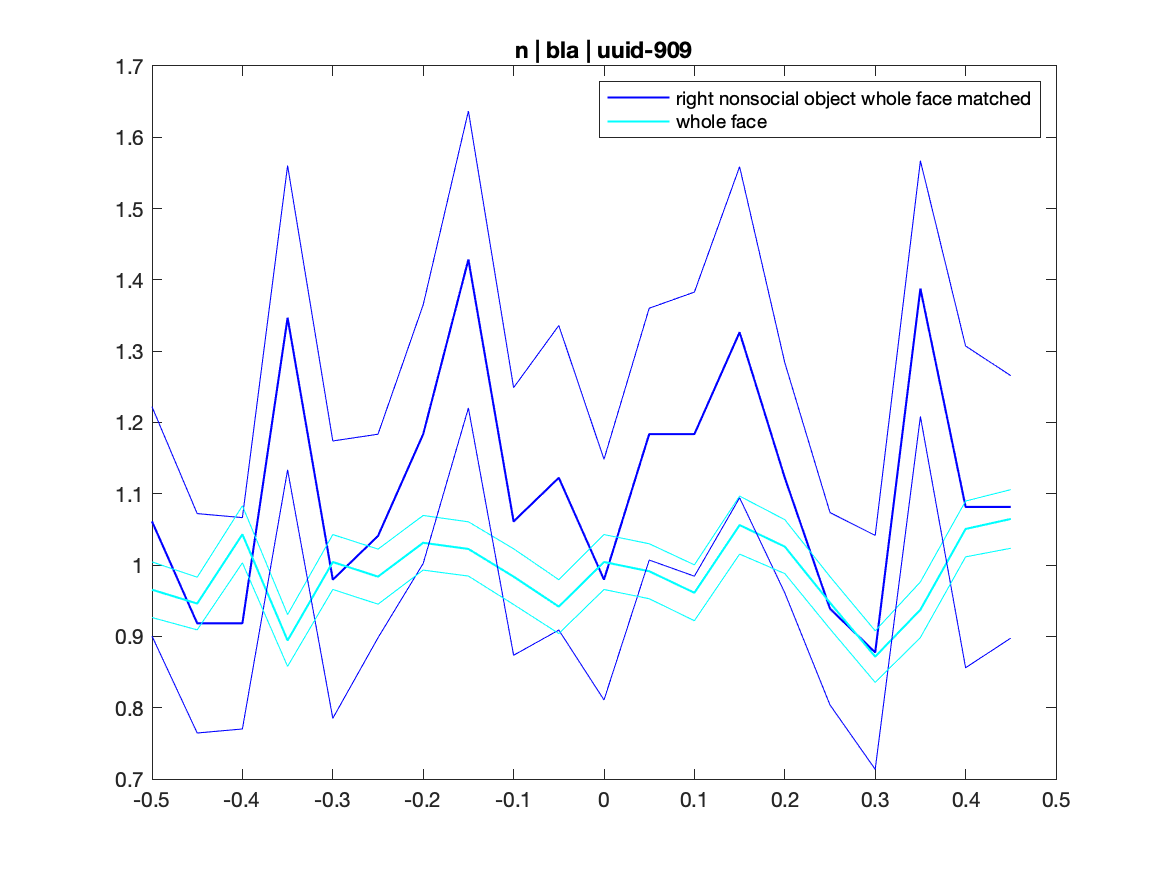 n | bla | uuid-909
right nonsocial object whole face matched
whole face
1.7
1.6
1.5
1.4
1.3
1.2
1.1
1
0.9
0.8
0.7
-0.5 -0.4 -0.3 -0.2 -0.1 0 0.1 0.2 0.3 0.4 0.5